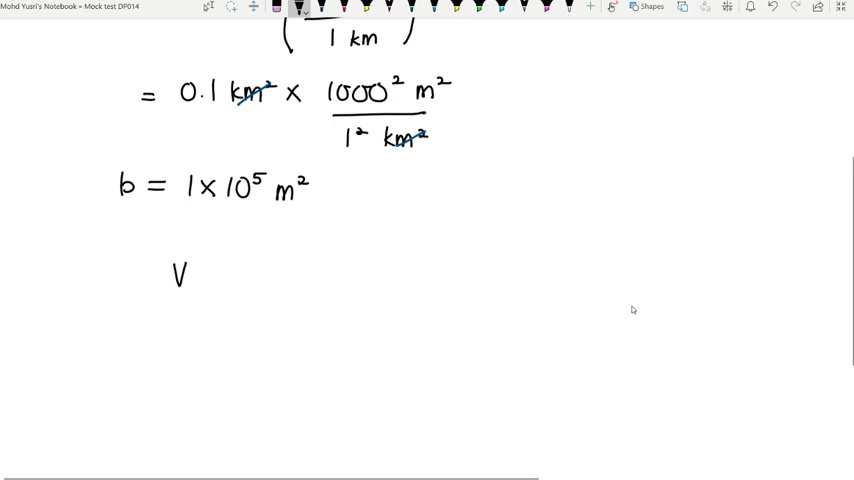 Mohd Yusri's Notebook » Mock test DP014
Shapes
1 km
= 0.1 km² × 1000² m²
1² km²
b = 1 × 10⁵ m²
V